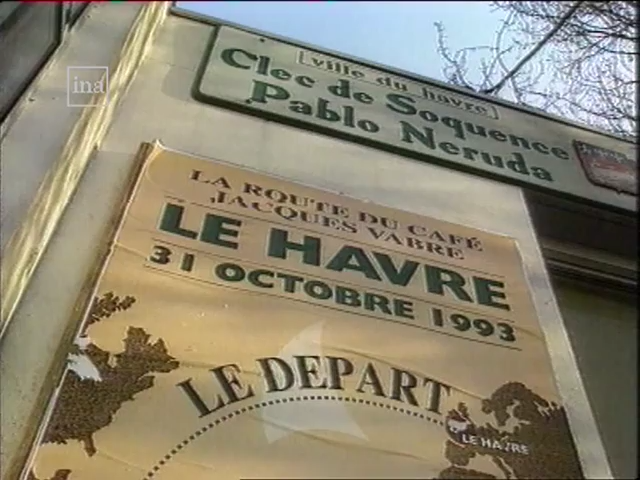 ina
ville du havre
Clec de Soquence
Pablo Neruda
LA ROUTE DU CAFÉ
JACQUES VABRE
LE HAVRE
31 OCTOBRE 1993
LE DEPART
LE HAVRE